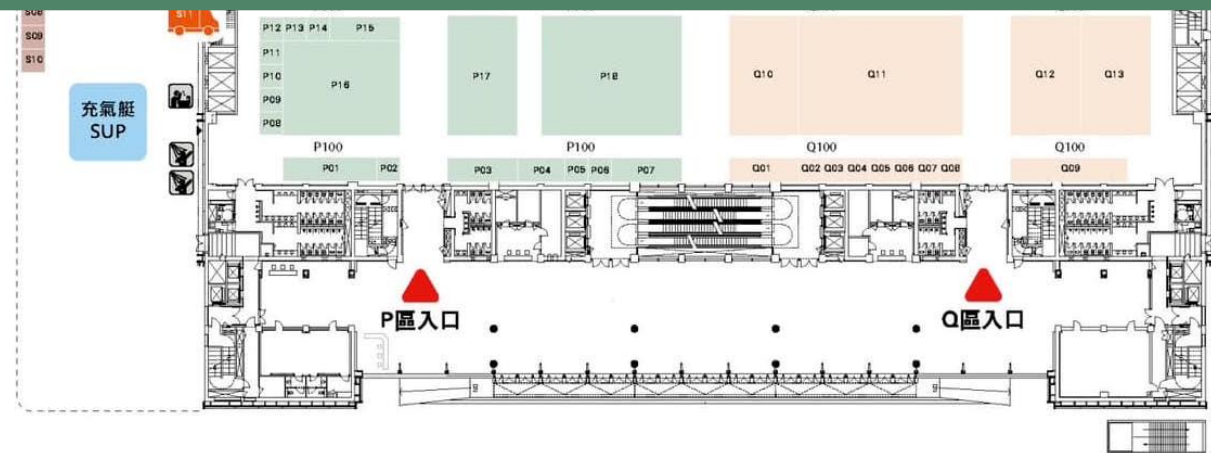 S09
S10
S11
充氣艇
SUP
P12 P13 P14 P15
P11
P10
P09
P08
P16
P17
P18
Q10
Q11
Q12
Q13
P100
P100
Q100
Q100
P01
P02
P03
P04
P05
P06
P07
Q01
Q02
Q03
Q04
Q05
Q06
Q07
Q08
Q09
P區入口
Q區入口